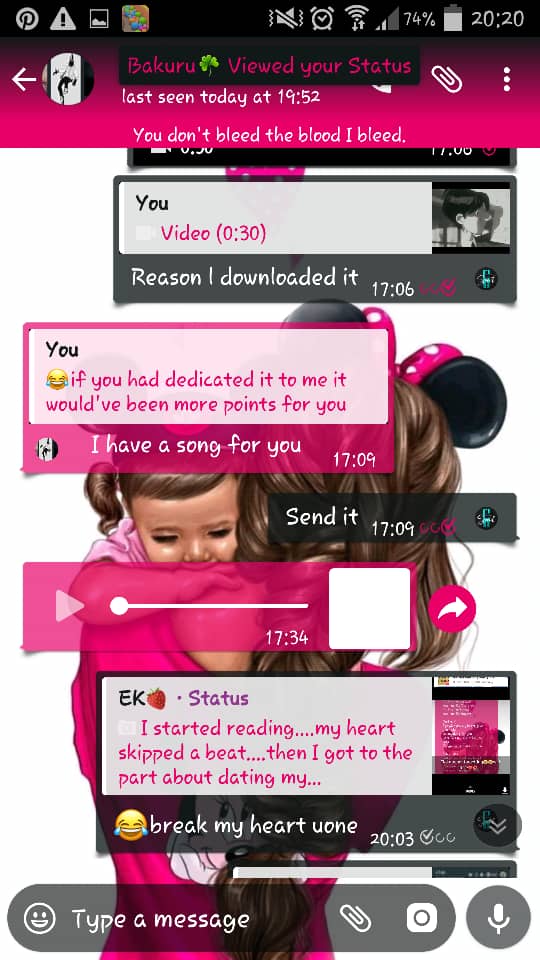 74% 20:20
Bakuru☘ Viewed your Status
last seen today at 19:52
You don't bleed the blood I bleed.
0:30 17:06
You
Video (0:30)
Reason I downloaded it 17:06
You
😂if you had dedicated it to me it
would've been more points for you
I have a song for you
17:09
Send it 17:09
17:34
EK🍓 • Status
I started reading....my heart
skipped a beat....then I got to the
part about dating my...
😂break my heart uone 20:03
Type a message